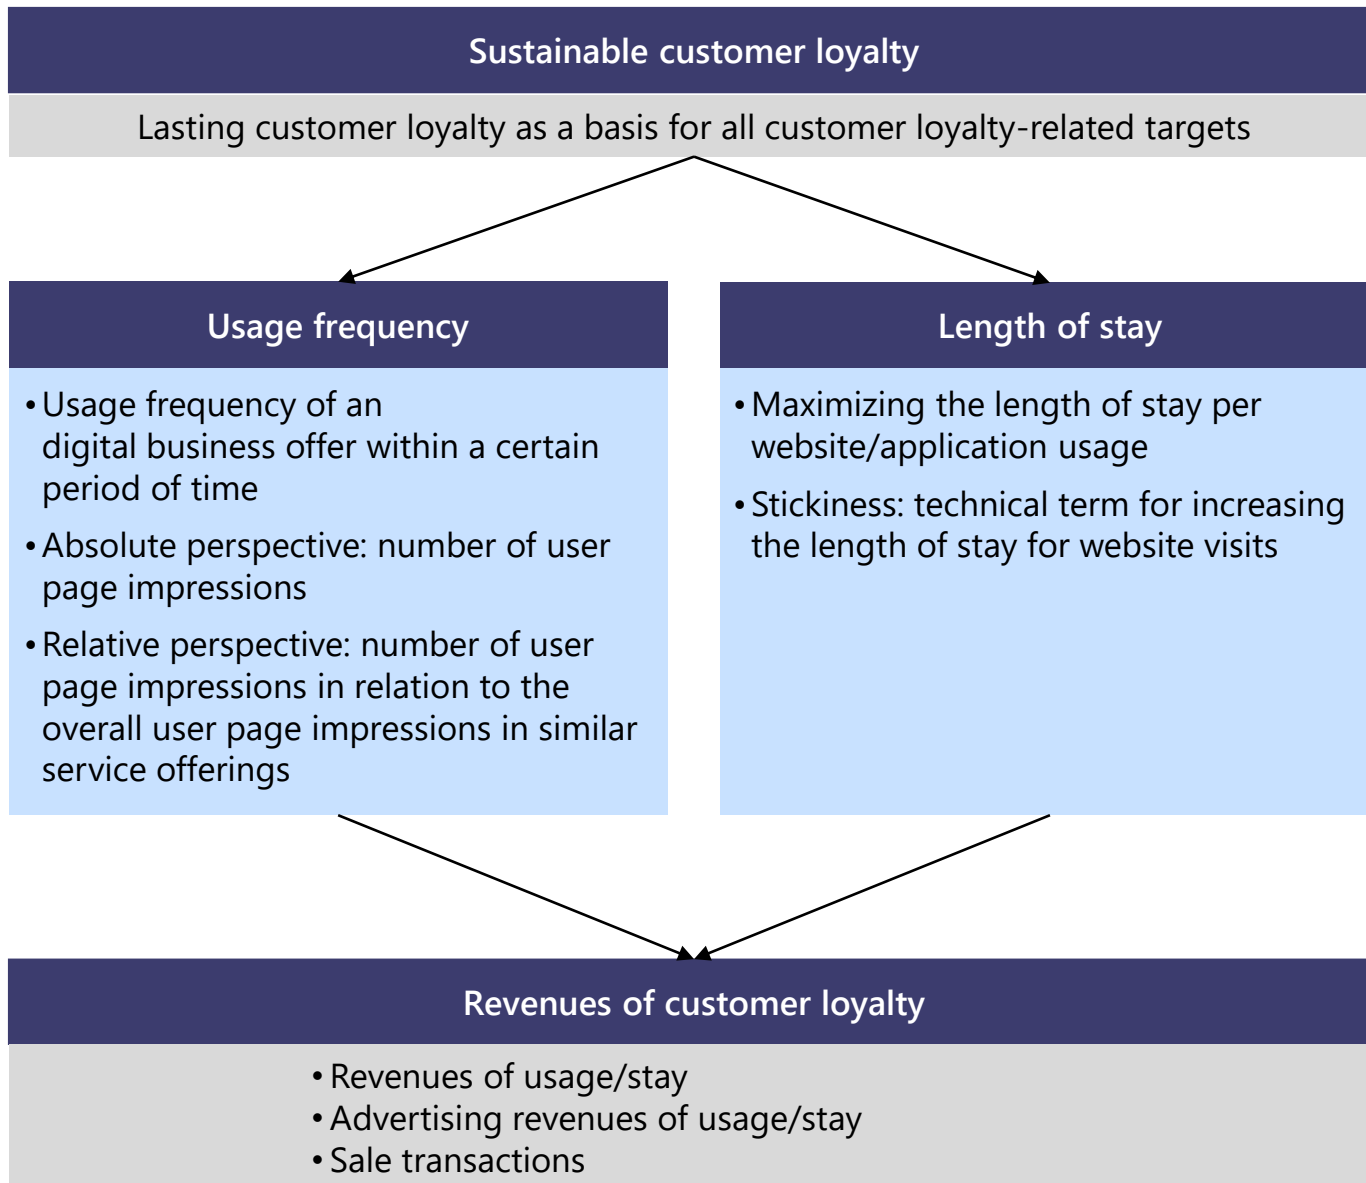 Sustainable customer loyalty
Lasting customer loyalty as a basis for all customer loyalty-related targets
Usage frequency
• Usage frequency of an
digital business offer within a certain
period of time
• Absolute perspective: number of user
page impressions
• Relative perspective: number of user
page impressions in relation to the
overall user page impressions in similar
service offerings
Length of stay
• Maximizing the length of stay per
website/application usage
• Stickiness: technical term for increasing
the length of stay for website visits
Revenues of customer loyalty
• Revenues of usage/stay
• Advertising revenues of usage/stay
• Sale transactions